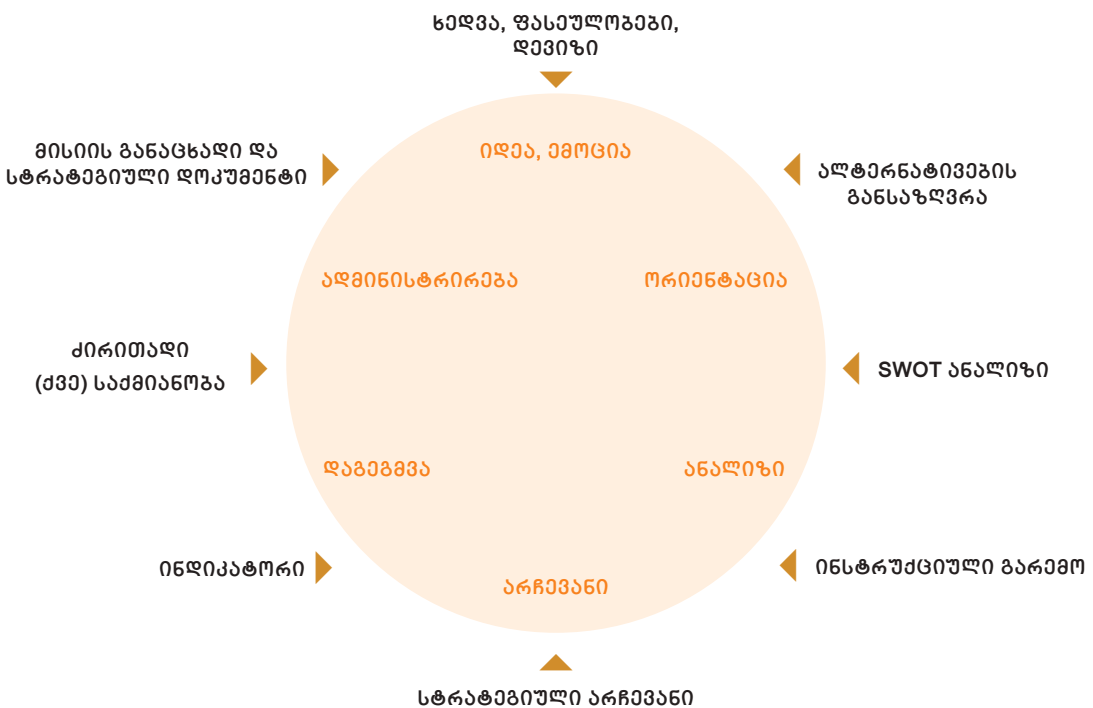 ხედვა, ფასეულობები,
დევიზი
მისიის განაცხადი და
სტრატეგიული დოკუმენტი
იდეა, ემოცია
ალტერნატივების
განსაზღვრა
ადმინისტრირება
ორიენტაცია
ძირითადი
(ქვე) საქმიანობა
SWOT ანალიზი
დაგეგმვა
ანალიზი
ინდიკატორი
არჩევანი
ინსტრუქციული გარემო
სტრატეგიული არჩევანი